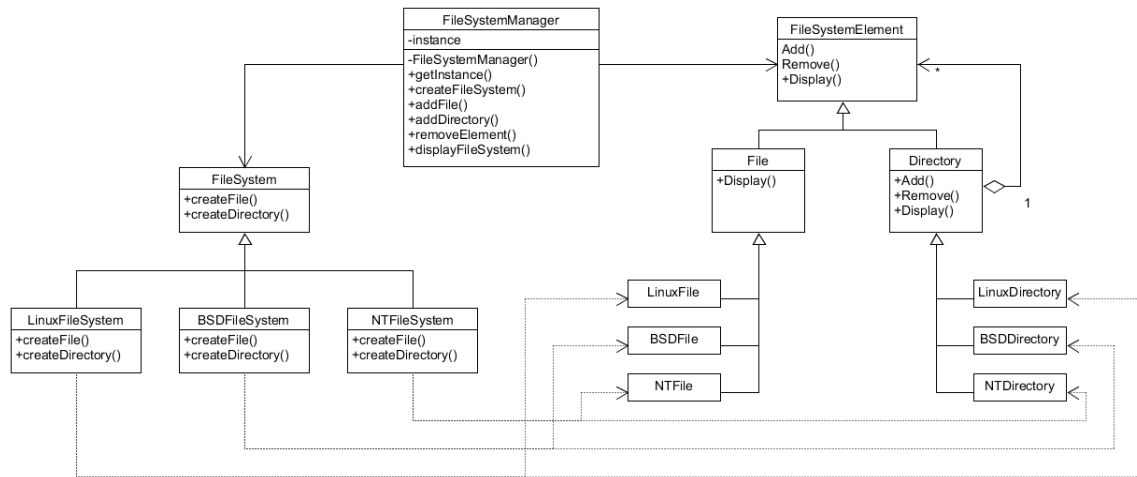 FileSystemManager
-instance
-FileSystemManager()
+getInstance()
+createFileSystem()
+addFile()
+addDirectory()
+removeElement()
+displayFileSystem()
FileSystemElement
Add()
Remove()
+Display()
*
1
FileSystem
+createFile()
+createDirectory()
File
+Display()
Directory
+Add()
+Remove()
+Display()
LinuxFileSystem
+createFile()
+createDirectory()
BSDFileSystem
+createFile()
+createDirectory()
NTFileSystem
+createFile()
+createDirectory()
LinuxFile
BSDFile
NTFile
LinuxDirectory
BSDDirectory
NTDirectory